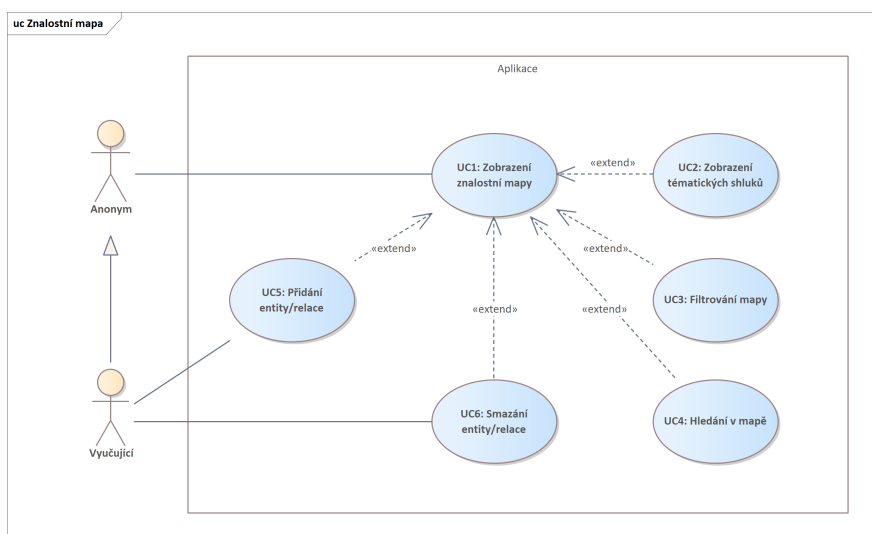 uc Znalostní mapa
Aplikace
Anonym
UC1: Zobrazení
znalostní mapy
«extend»
UC2: Zobrazení
tématických shluků
«extend»
«extend»
UC5: Přidání
entity/relace
UC3: Filtrování mapy
«extend»
«extend»
Vyučující
UC6: Smazání
entity/relace
UC4: Hledání v mapě